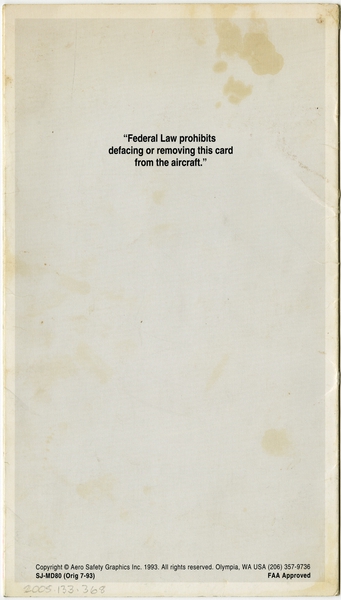 “Federal Law prohibits
defacing or removing this card
from the aircraft.”
Copyright © Aero Safety Graphics Inc. 1993. All rights reserved. Olympia, WA USA (206) 357-9736
SJ-MD80 (Orig 7-93) FAA Approved
2005.133.368